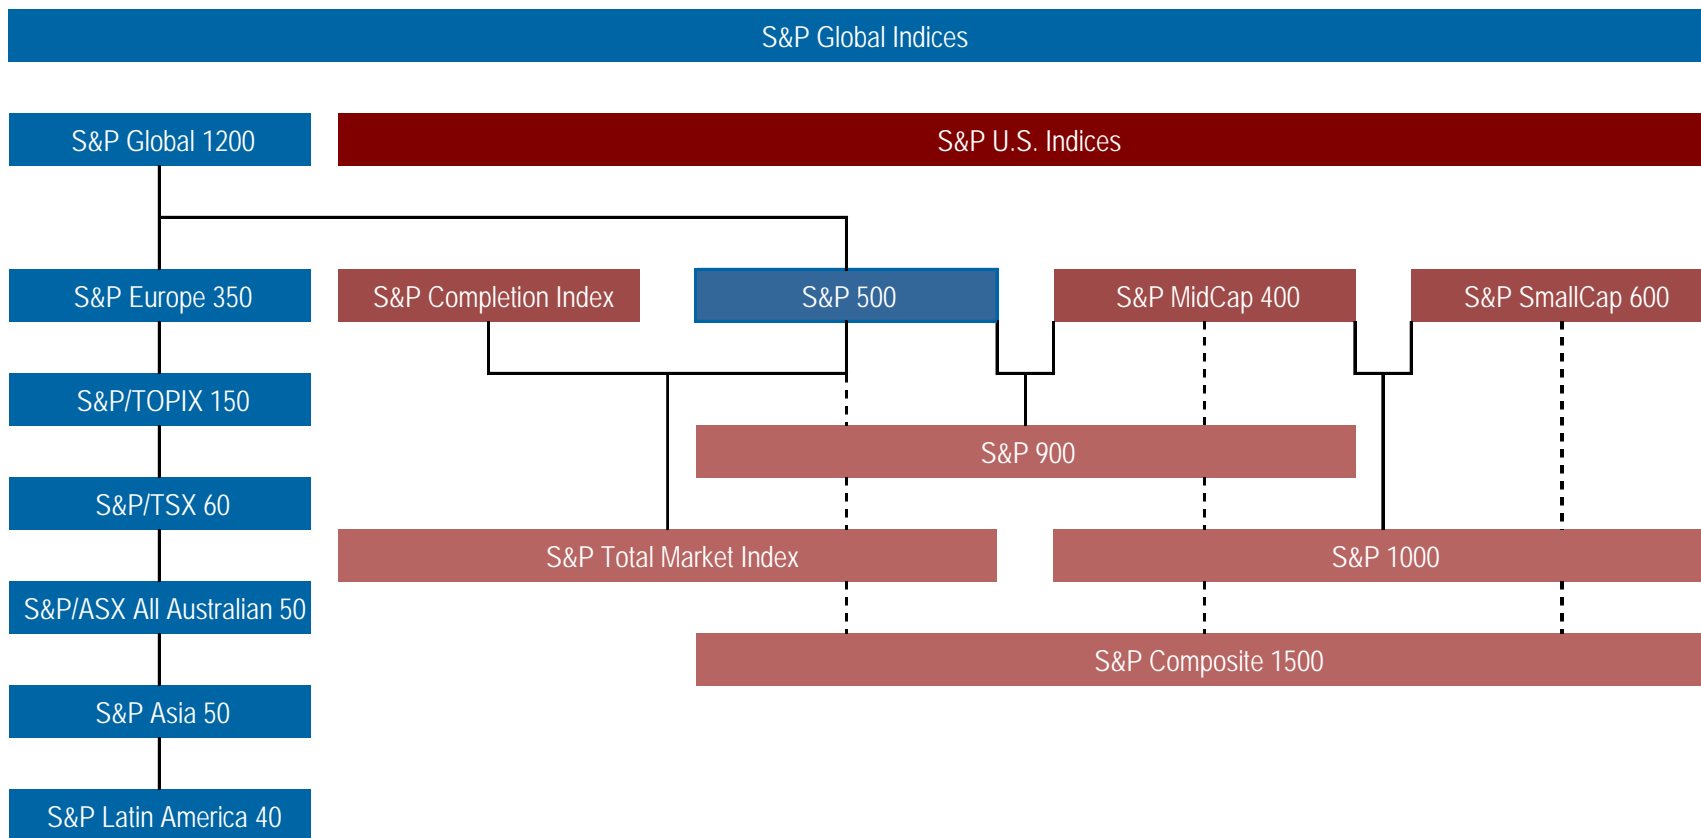 S&P Global Indices
S&P Global 1200
S&P U.S. Indices
S&P Europe 350
S&P Completion Index
S&P 500
S&P MidCap 400
S&P SmallCap 600
S&P/TOPIX 150
S&P 900
S&P/TSX 60
S&P Total Market Index
S&P 1000
S&P/ASX All Australian 50
S&P Composite 1500
S&P Asia 50
S&P Latin America 40